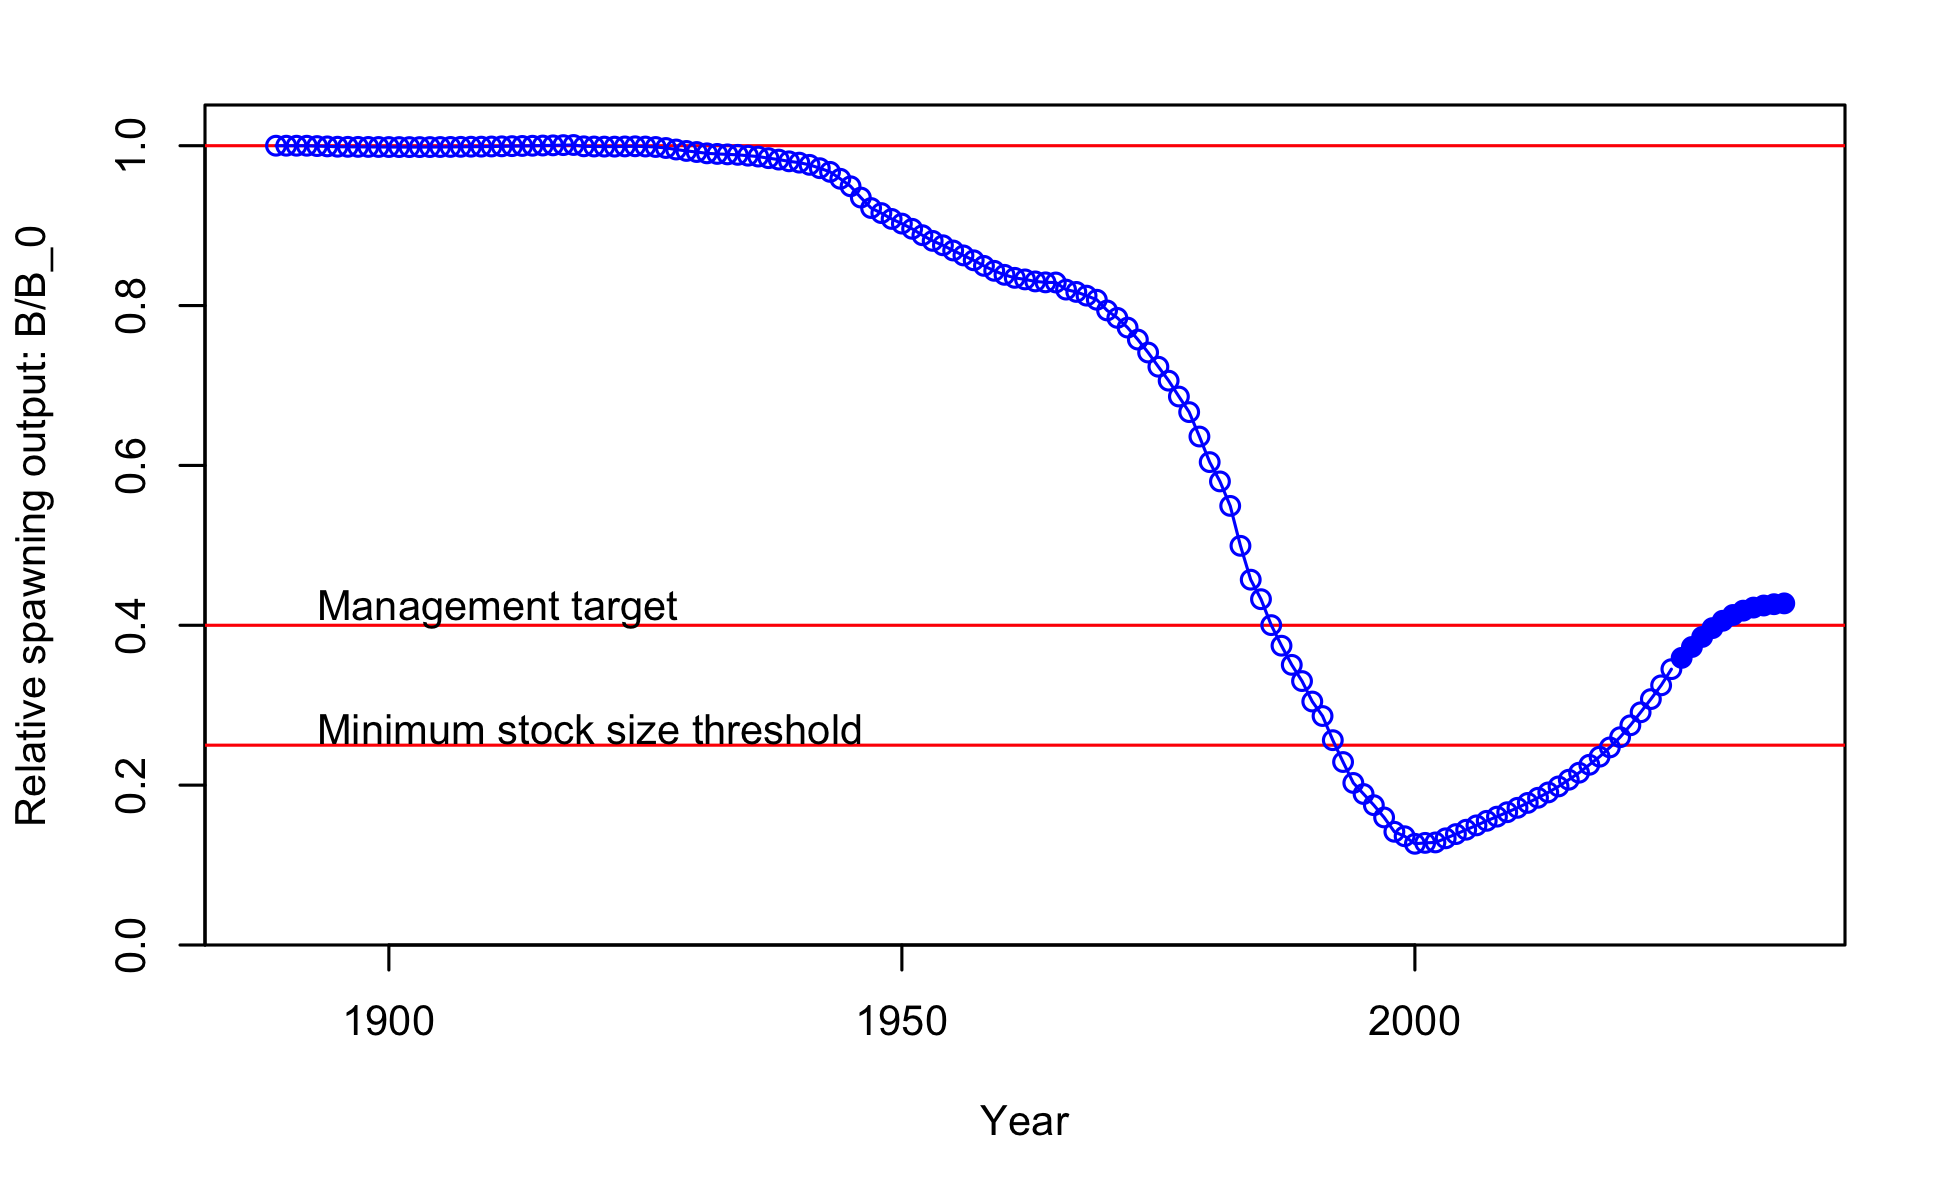 Relative spawning output: B/B_0
1.0
0.8
0.6
0.4
0.2
0.0
Management target
Minimum stock size threshold
1900
1950
2000
Year